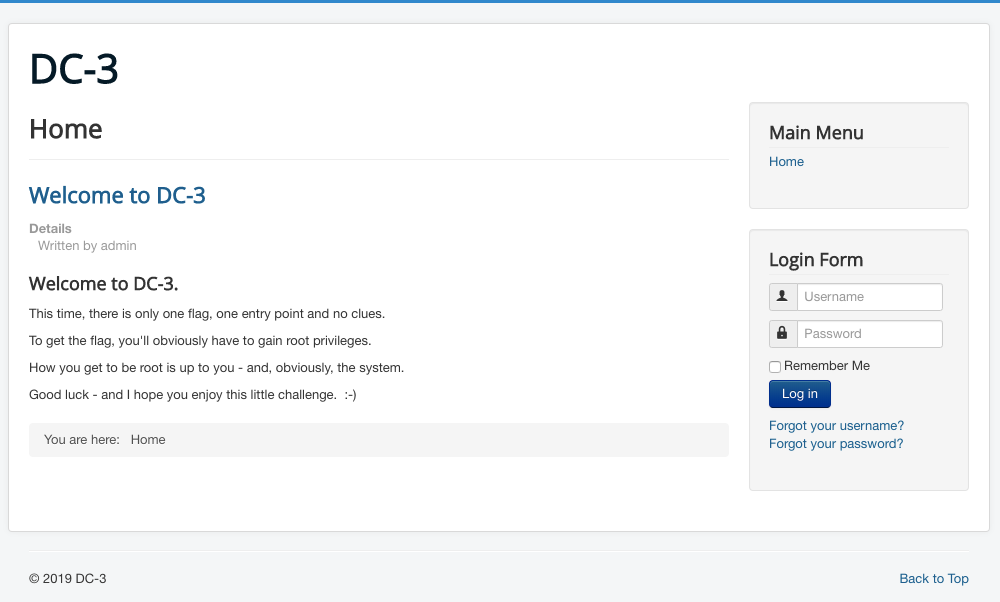 DC-3
Home
Welcome to DC-3
Details
Written by admin
Welcome to DC-3.
This time, there is only one flag, one entry point and no clues.
To get the flag, you'll obviously have to gain root privileges.
How you get to be root is up to you - and, obviously, the system.
Good luck - and I hope you enjoy this little challenge.  :-)
You are here:   Home
Main Menu
Home
Login Form
Username
Password
Remember Me
Log in
Forgot your username?
Forgot your password?
© 2019 DC-3
Back to Top